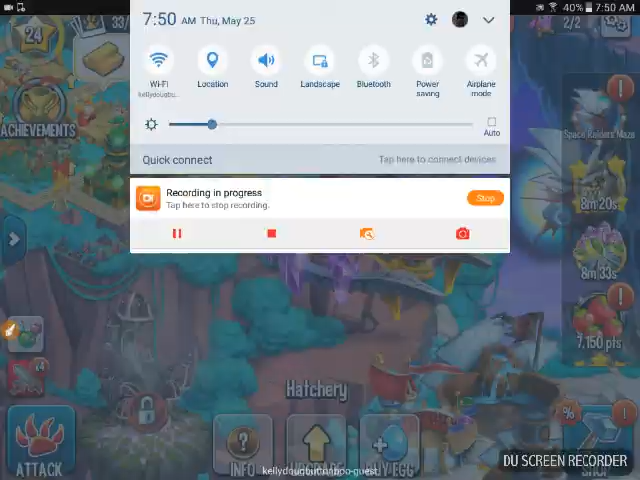 40% 7:50 AM
7:50 AM Thu, May 25
24
33/
2/2
Wi-Fi
Location
Sound
Landscape
Bluetooth
Power saving
Airplane mode
Auto
ACHIEVEMENTS
Space Raiders Maze
Quick connect
Tap here to connect devices
Recording in progress
Tap here to stop recording.
Stop
8m 20s
8m 33s
7,150 pts
x4
Hatchery
%
ATTACK
INFO
EGG
DU SCREEN RECORDER